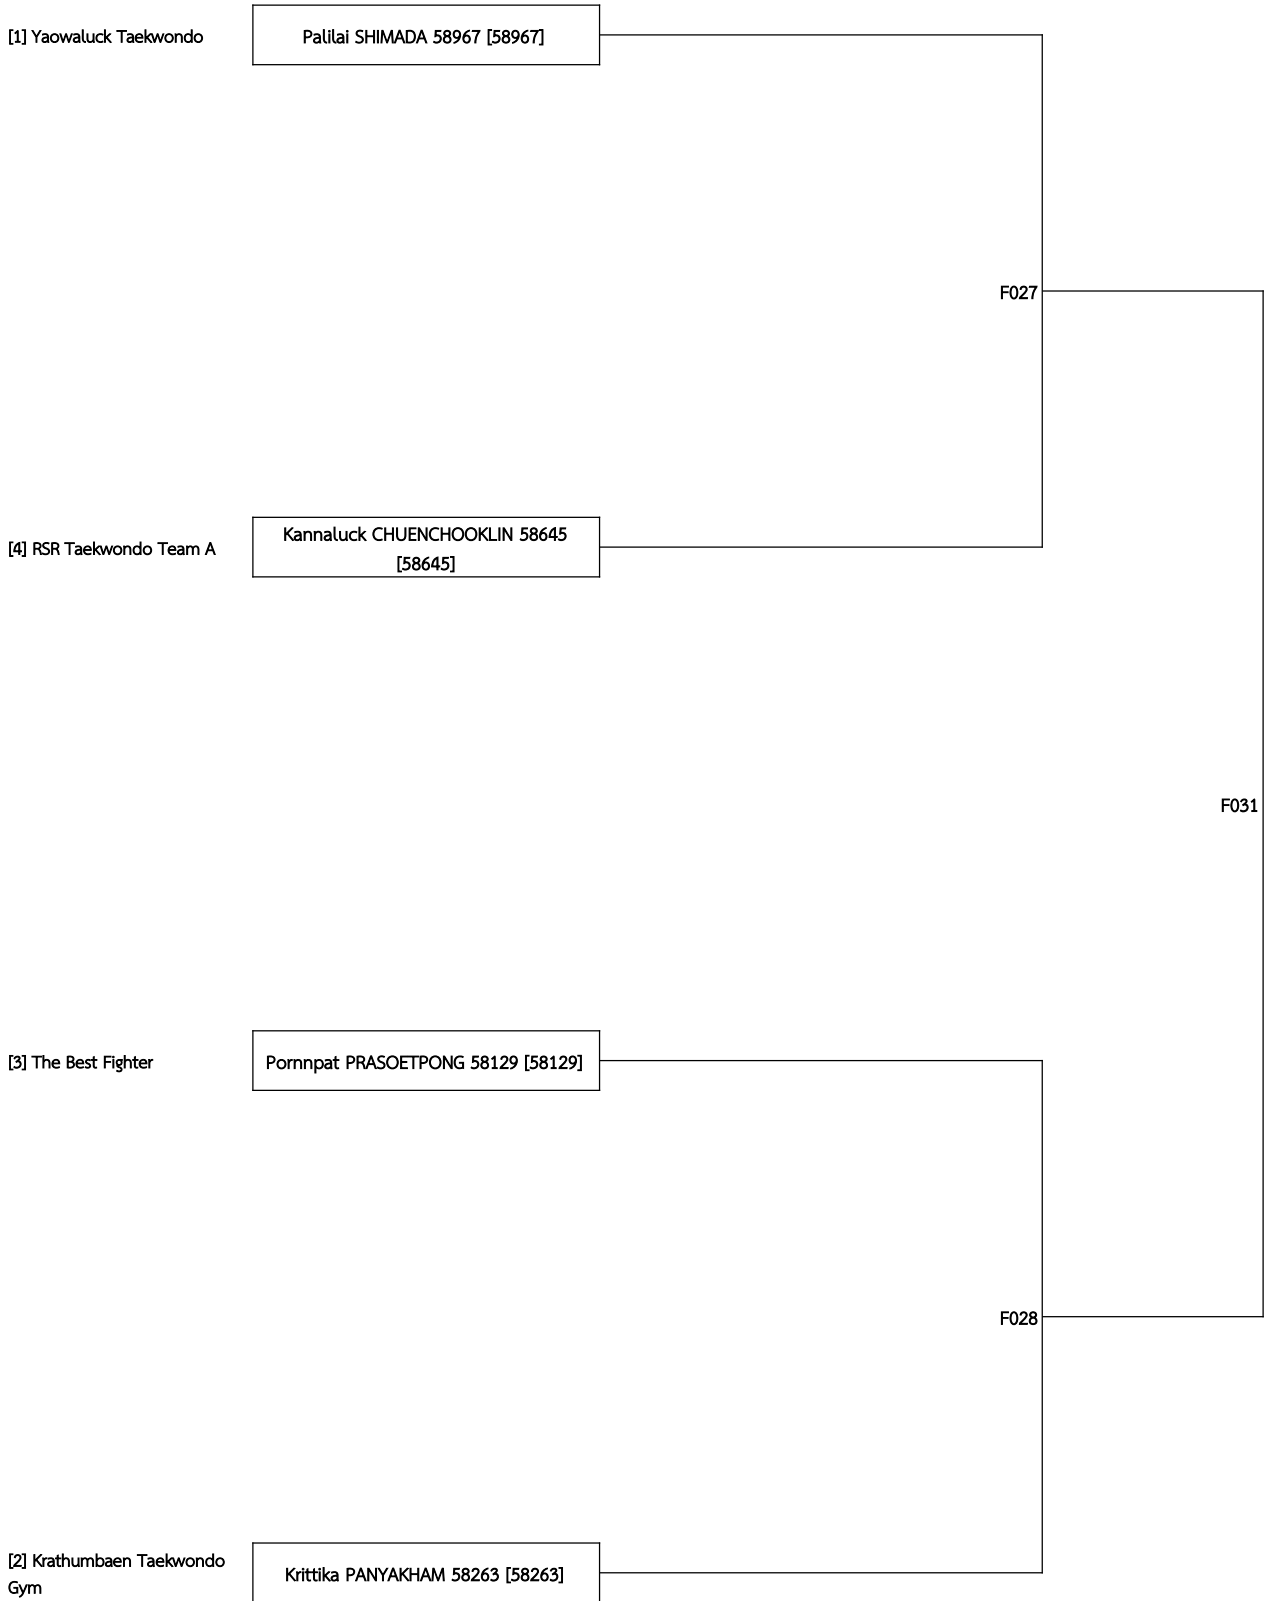 [1] Yaowaluck Taekwondo
Palilai SHIMADA 58967 [58967]
F027
[4] RSR Taekwondo Team A
Kannaluck CHUENCHOOKLIN 58645
[58645]
F031
[3] The Best Fighter
Pornnpat PRASOETPONG 58129 [58129]
F028
[2] Krathumbaen Taekwondo
Gym
Krittika PANYAKHAM 58263 [58263]